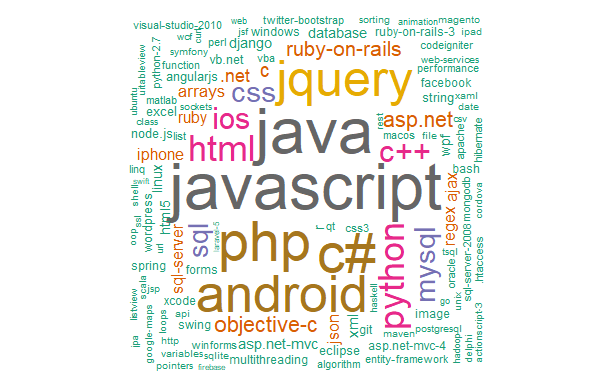 visual-studio-2010
web
twitter-bootstrap
sorting
animation
magento
wcf
curl
perl
jsf
windows
database
ruby-on-rails-3
ipad
symfony
django
ruby-on-rails
codeigniter
python-2.7
uitableview
function
vb.net
vba
web-services
performance
angularjs
.net
c
jquery
facebook
ubuntu
matlab
arrays
css
string
xaml
excel
sockets
date
class
ruby
ios
java
rest
asp.net
csv
node.js
list
macos
file
apache
hibernate
iphone
html
c++
wpf
linq
linux
bash
swift
shell
javascript
ajax
mongodb
cordova
ssl
wordpress
html5
regex
oop
url
sql
laravel-5
php
c#
r
qt
css3
python
mysql
tsql
sql-server-2008
.htaccess
spring
sql-server
forms
oracle
scala
jsp
xcode
android
haskell
go
unix
listview
loops
api
swing
objective-c
json
xml
git
image
actionscript-3
jpa
google-maps
http
winforms
asp.net-mvc
eclipse
maven
postgresql
asp.net-mvc-4
hadoop
delphi
variables
sqlite
multithreading
algorithm
entity-framework
pointers
firebase